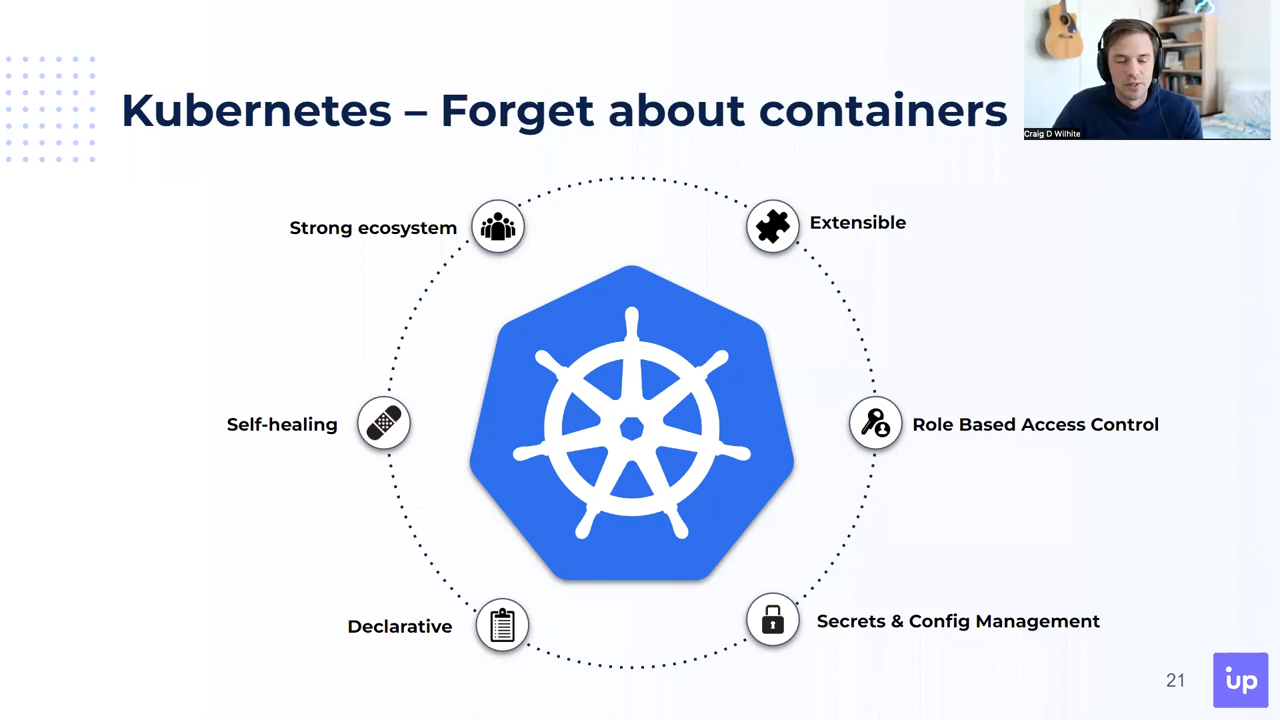 Kubernetes – Forget about containers
Craig D Wilhite
Strong ecosystem
Extensible
Self-healing
Role Based Access Control
Declarative
Secrets & Config Management
21
up